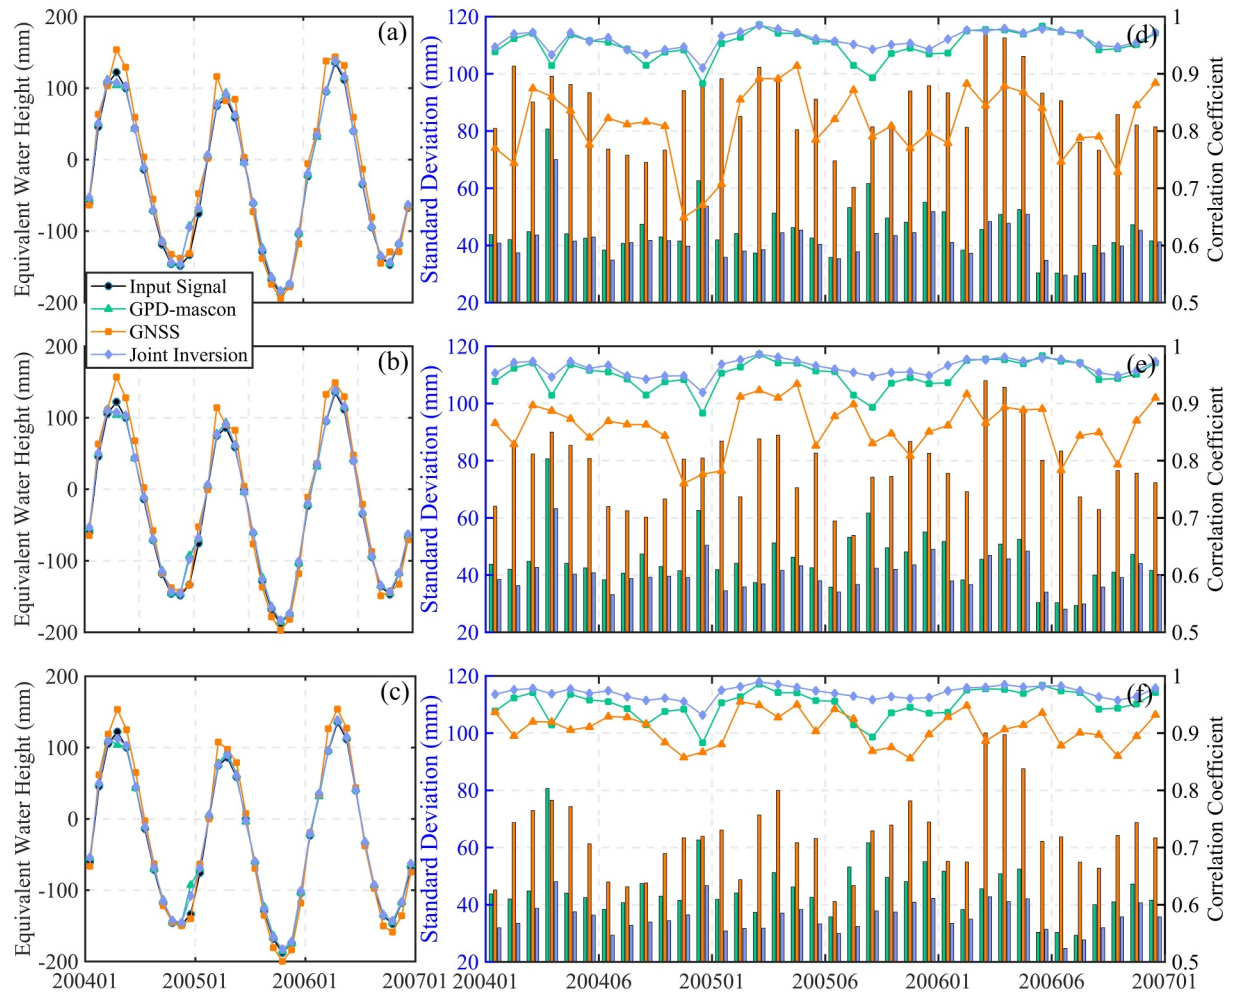 200
100
0
-100
-200
Equivalent Water Height (mm)
(a)
Input Signal
GPD-mascon
GNSS
Joint Inversion
120
100
80
60
40
20
Standard Deviation (mm)
(d)
1
0.9
0.8
0.7
0.6
0.5
Correlation Coefficient
200
100
0
-100
-200
Equivalent Water Height (mm)
(b)
120
100
80
60
40
20
Standard Deviation (mm)
(e)
1
0.9
0.8
0.7
0.6
0.5
Correlation Coefficient
200
100
0
-100
-200
Equivalent Water Height (mm)
(c)
200401 200501 200601 200701
120
100
80
60
40
20
Standard Deviation (mm)
(f)
1
0.9
0.8
0.7
0.6
0.5
Correlation Coefficient
200401 200406 200501 200506 200601 200606 200701